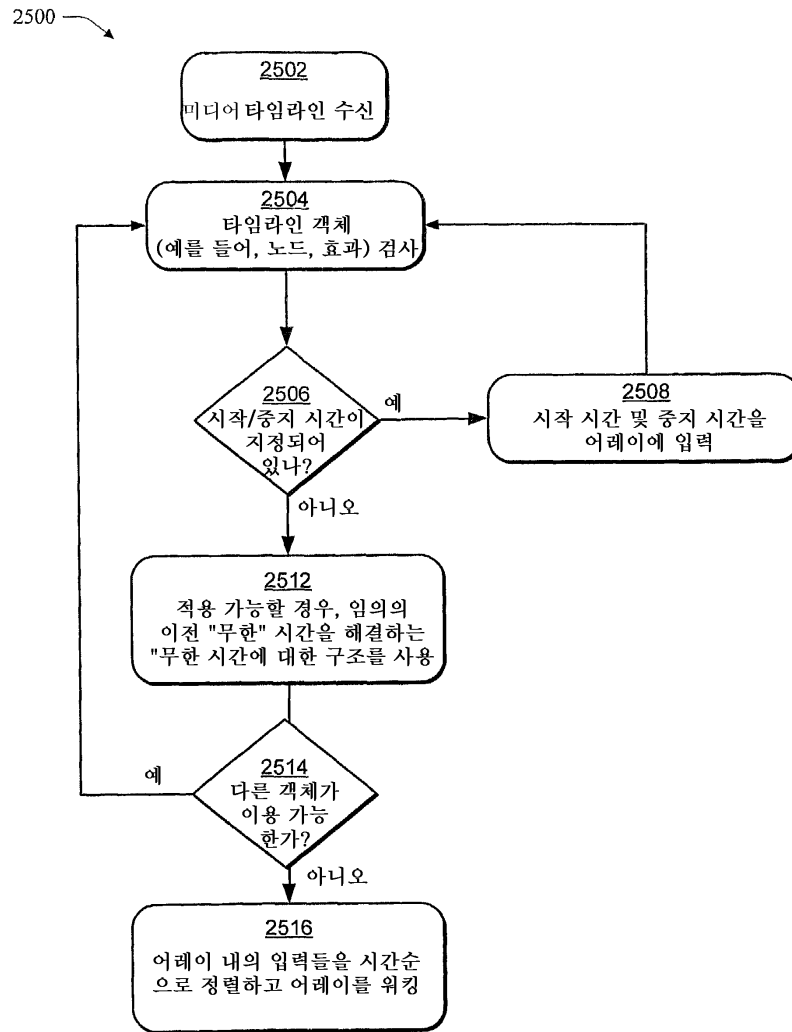 2500
2502
미디어 타임라인 수신
2504
타임라인 객체
(예를 들어, 노드, 효과) 검사
2506
시작/중지 시간이
지정되어
있나?
예
2508
시작 시간 및 중지 시간을
어레이에 입력
아니오
2512
적용 가능할 경우, 임의의
이전 "무한" 시간을 해결하는
"무한 시간에 대한 구조를 사용
예
2514
다른 객체가
이용 가능
한가?
아니오
2516
어레이 내의 입력들을 시간순
으로 정렬하고 어레이를 워킹